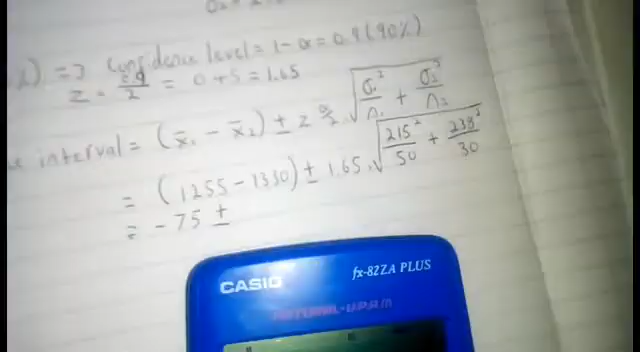 => Confidence level = 1 - α = 0.9 (90%)
z = 0.9/2 = 0.45 = 1.65
interval = (x̄₁ - x̄₂) ± z α/2 √(σ₁²/n₁ + σ₂²/n₂)
= (1255 - 1330) ± 1.65 √(215²/50 + 238²/30)
= -75 ±
CASIO fx-82ZA PLUS
NATURAL-V.P.A.M.